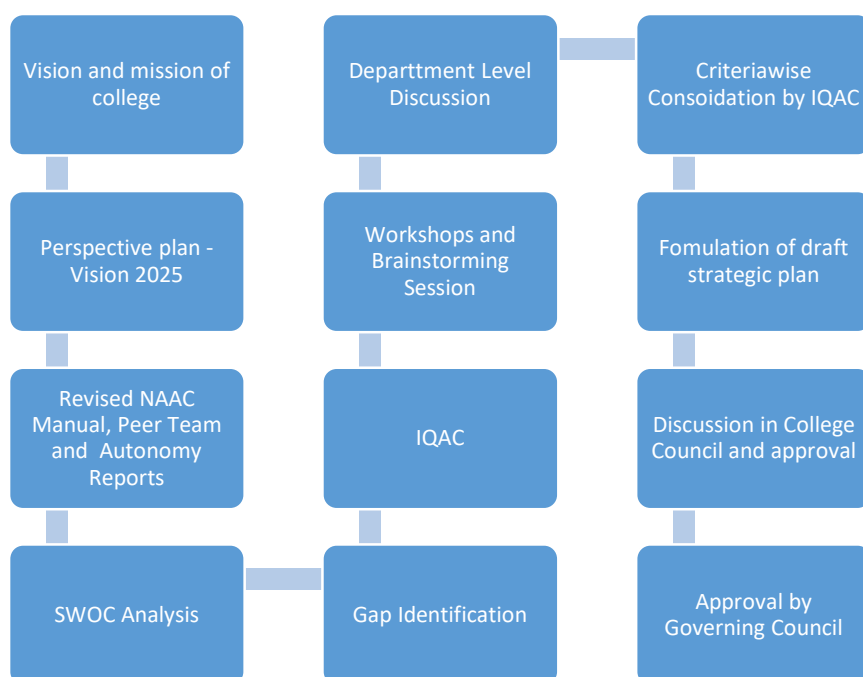 Vision and mission of
college
Perspective plan -
Vision 2025
Revised NAAC
Manual, Peer Team
and Autonomy
Reports
SWOC Analysis
Gap Identification
IQAC
Workshops and
Brainstorming
Session
Departtment Level
Discussion
Criteriawise
Consoidation by IQAC
Fomulation of draft
strategic plan
Discussion in College
Council and approval
Approval by
Governing Council